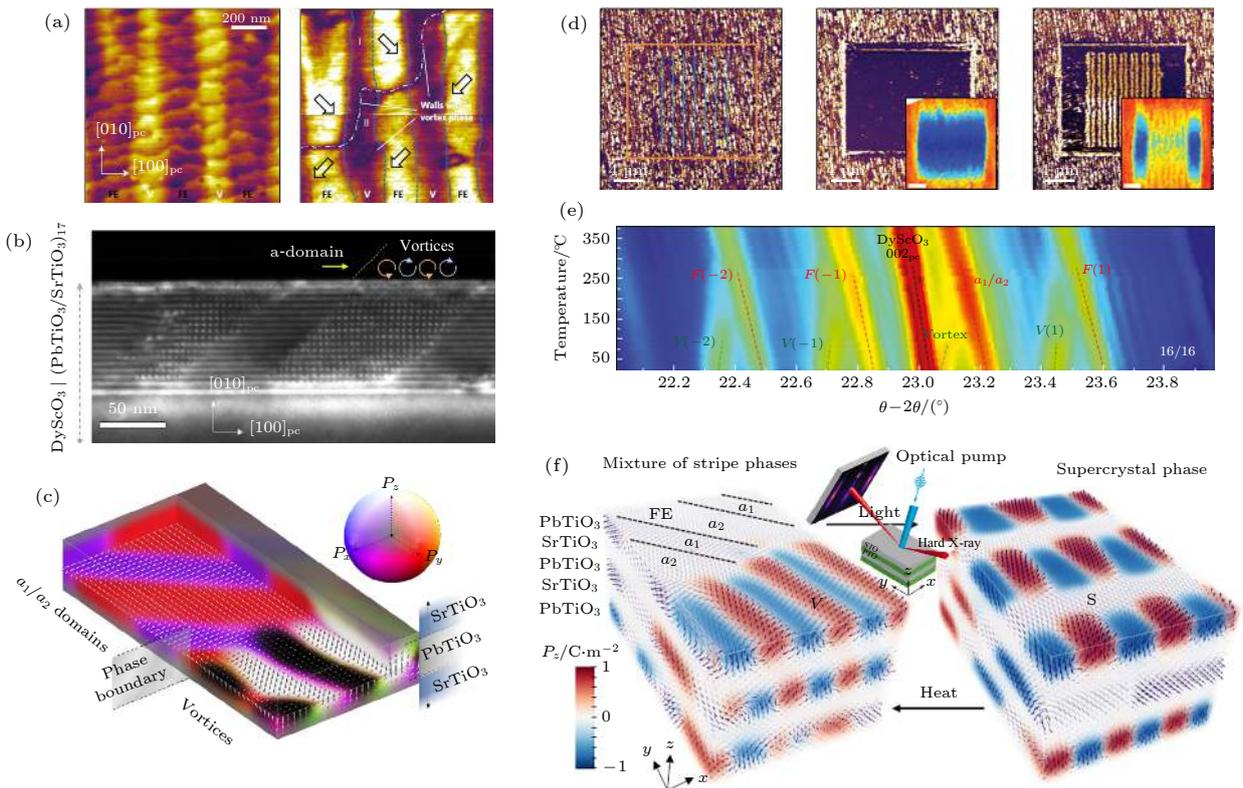 (a)
200 nm
[010]pc
[100]pc
FE V FE V FE
I
II
Walls
vortex phase
FE V FE V FE
(b)
DyScO3 | (PbTiO3/SrTiO3)17
a-domain
Vortices
[010]pc
50 nm
[100]pc
(c)
Pz
Px
Py
a1/a2 domains
Phase
boundary
Vortices
SrTiO3
PbTiO3
SrTiO3
(d)
4 μm
4 μm
4 μm
(e)
Temperature/°C
350
250
150
50
DyScO3
002pc
F(−2)
F(−1)
a1/a2
F(1)
V(−2)
V(−1)
Vortex
V(1)
16/16
22.2 22.4 22.6 22.8 23.0 23.2 23.4 23.6 23.8
θ−2θ/(°)
(f)
Mixture of stripe phases
Optical pump
Supercrystal phase
PbTiO3
SrTiO3
PbTiO3
SrTiO3
PbTiO3
FE
a1
a2
a1
a2
V
Light
Hard X-ray
STO
PTO
z
y
x
S
Pz/C·m−2
1
0
−1
Heat
y
z
x